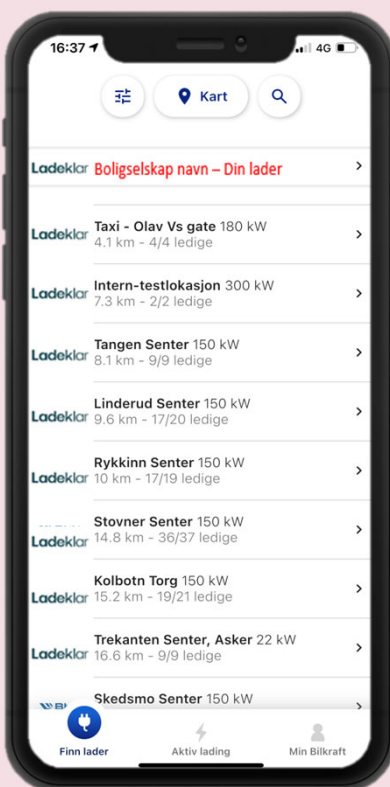 16:37
4G
Kart
Ladeklar Boligselskap navn – Din lader
Taxi - Olav Vs gate 180 kW
Ladeklar
4.1 km - 4/4 ledige
Intern-testlokasjon 300 kW
Ladeklar
7.3 km - 2/2 ledige
Tangen Senter 150 kW
Ladeklar
8.1 km - 9/9 ledige
Linderud Senter 150 kW
Ladeklar
9.6 km - 17/20 ledige
Rykkinn Senter 150 kW
Ladeklar
10 km - 17/19 ledige
Stovner Senter 150 kW
Ladeklar
14.8 km - 36/37 ledige
Kolbotn Torg 150 kW
Ladeklar
15.2 km - 19/21 ledige
Trekanten Senter, Asker 22 kW
Ladeklar
16.6 km - 9/9 ledige
Skedsmo Senter 150 kW
Finn lader
Aktiv lading
Min Bilkraft